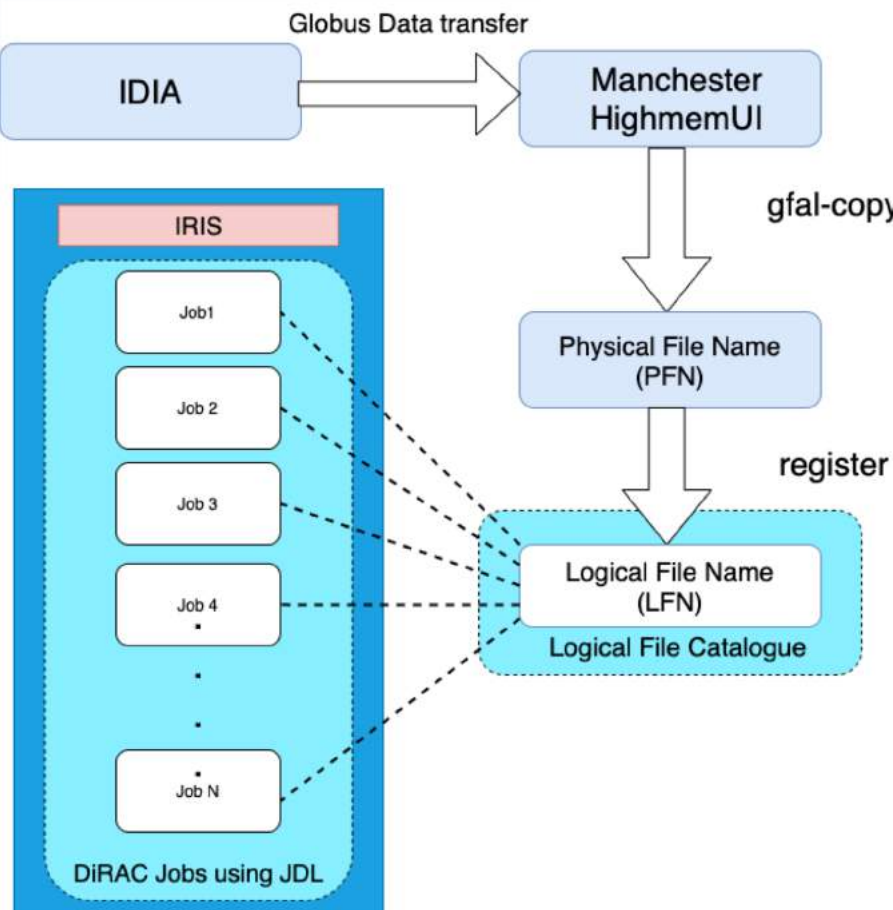 Globus Data transfer
IDIA
Manchester
HighmemUI
gfal-copy
IRIS
Job1
Job 2
Job 3
Job 4
Job N
DiRAC Jobs using JDL
Physical File Name
(PFN)
register
Logical File Name
(LFN)
Logical File Catalogue